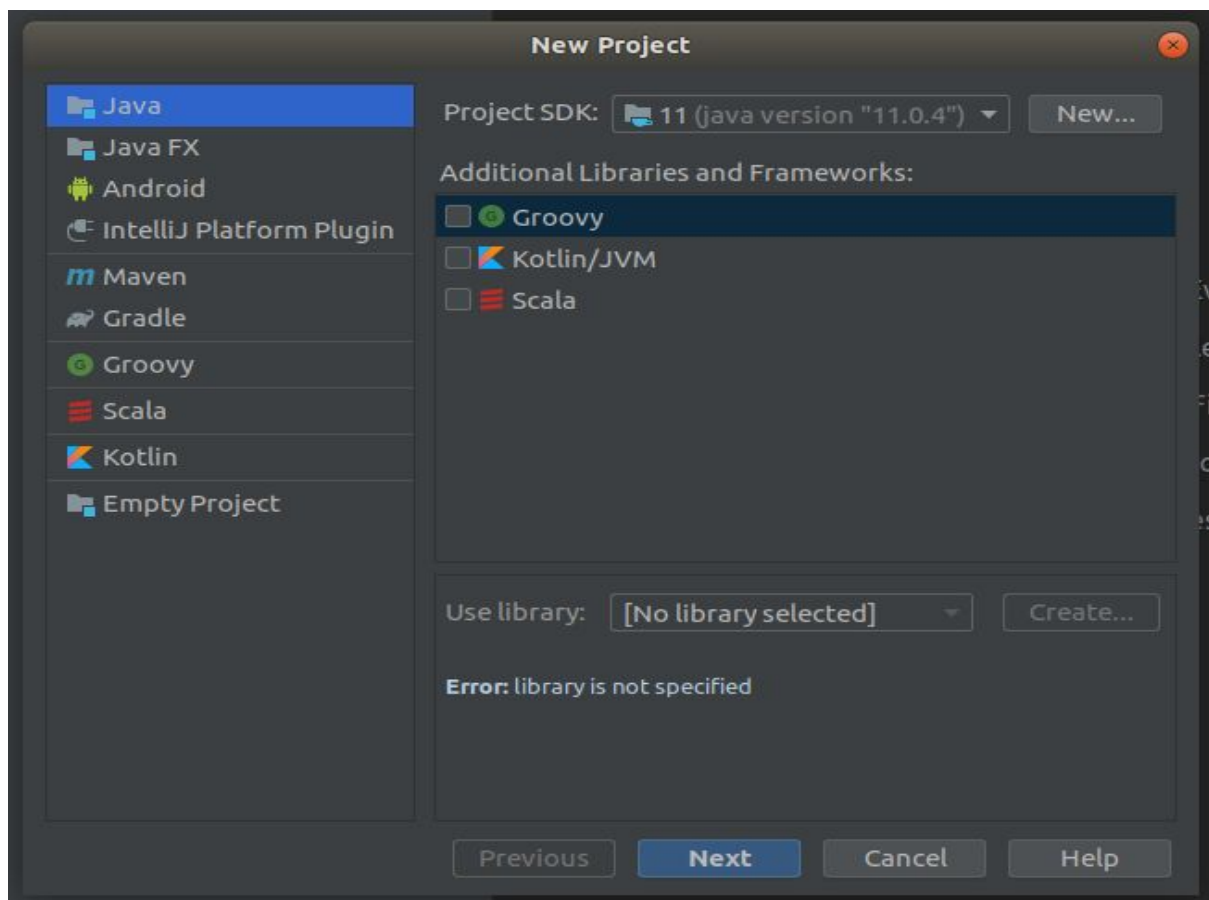 New Project
Java
Java FX
Android
IntelliJ Platform Plugin
Maven
Gradle
Groovy
Scala
Kotlin
Empty Project
Project SDK: 11 (java version "11.0.4") New...
Additional Libraries and Frameworks:
Groovy
Kotlin/JVM
Scala
Use library: [No library selected] Create...
Error: library is not specified
Previous Next Cancel Help